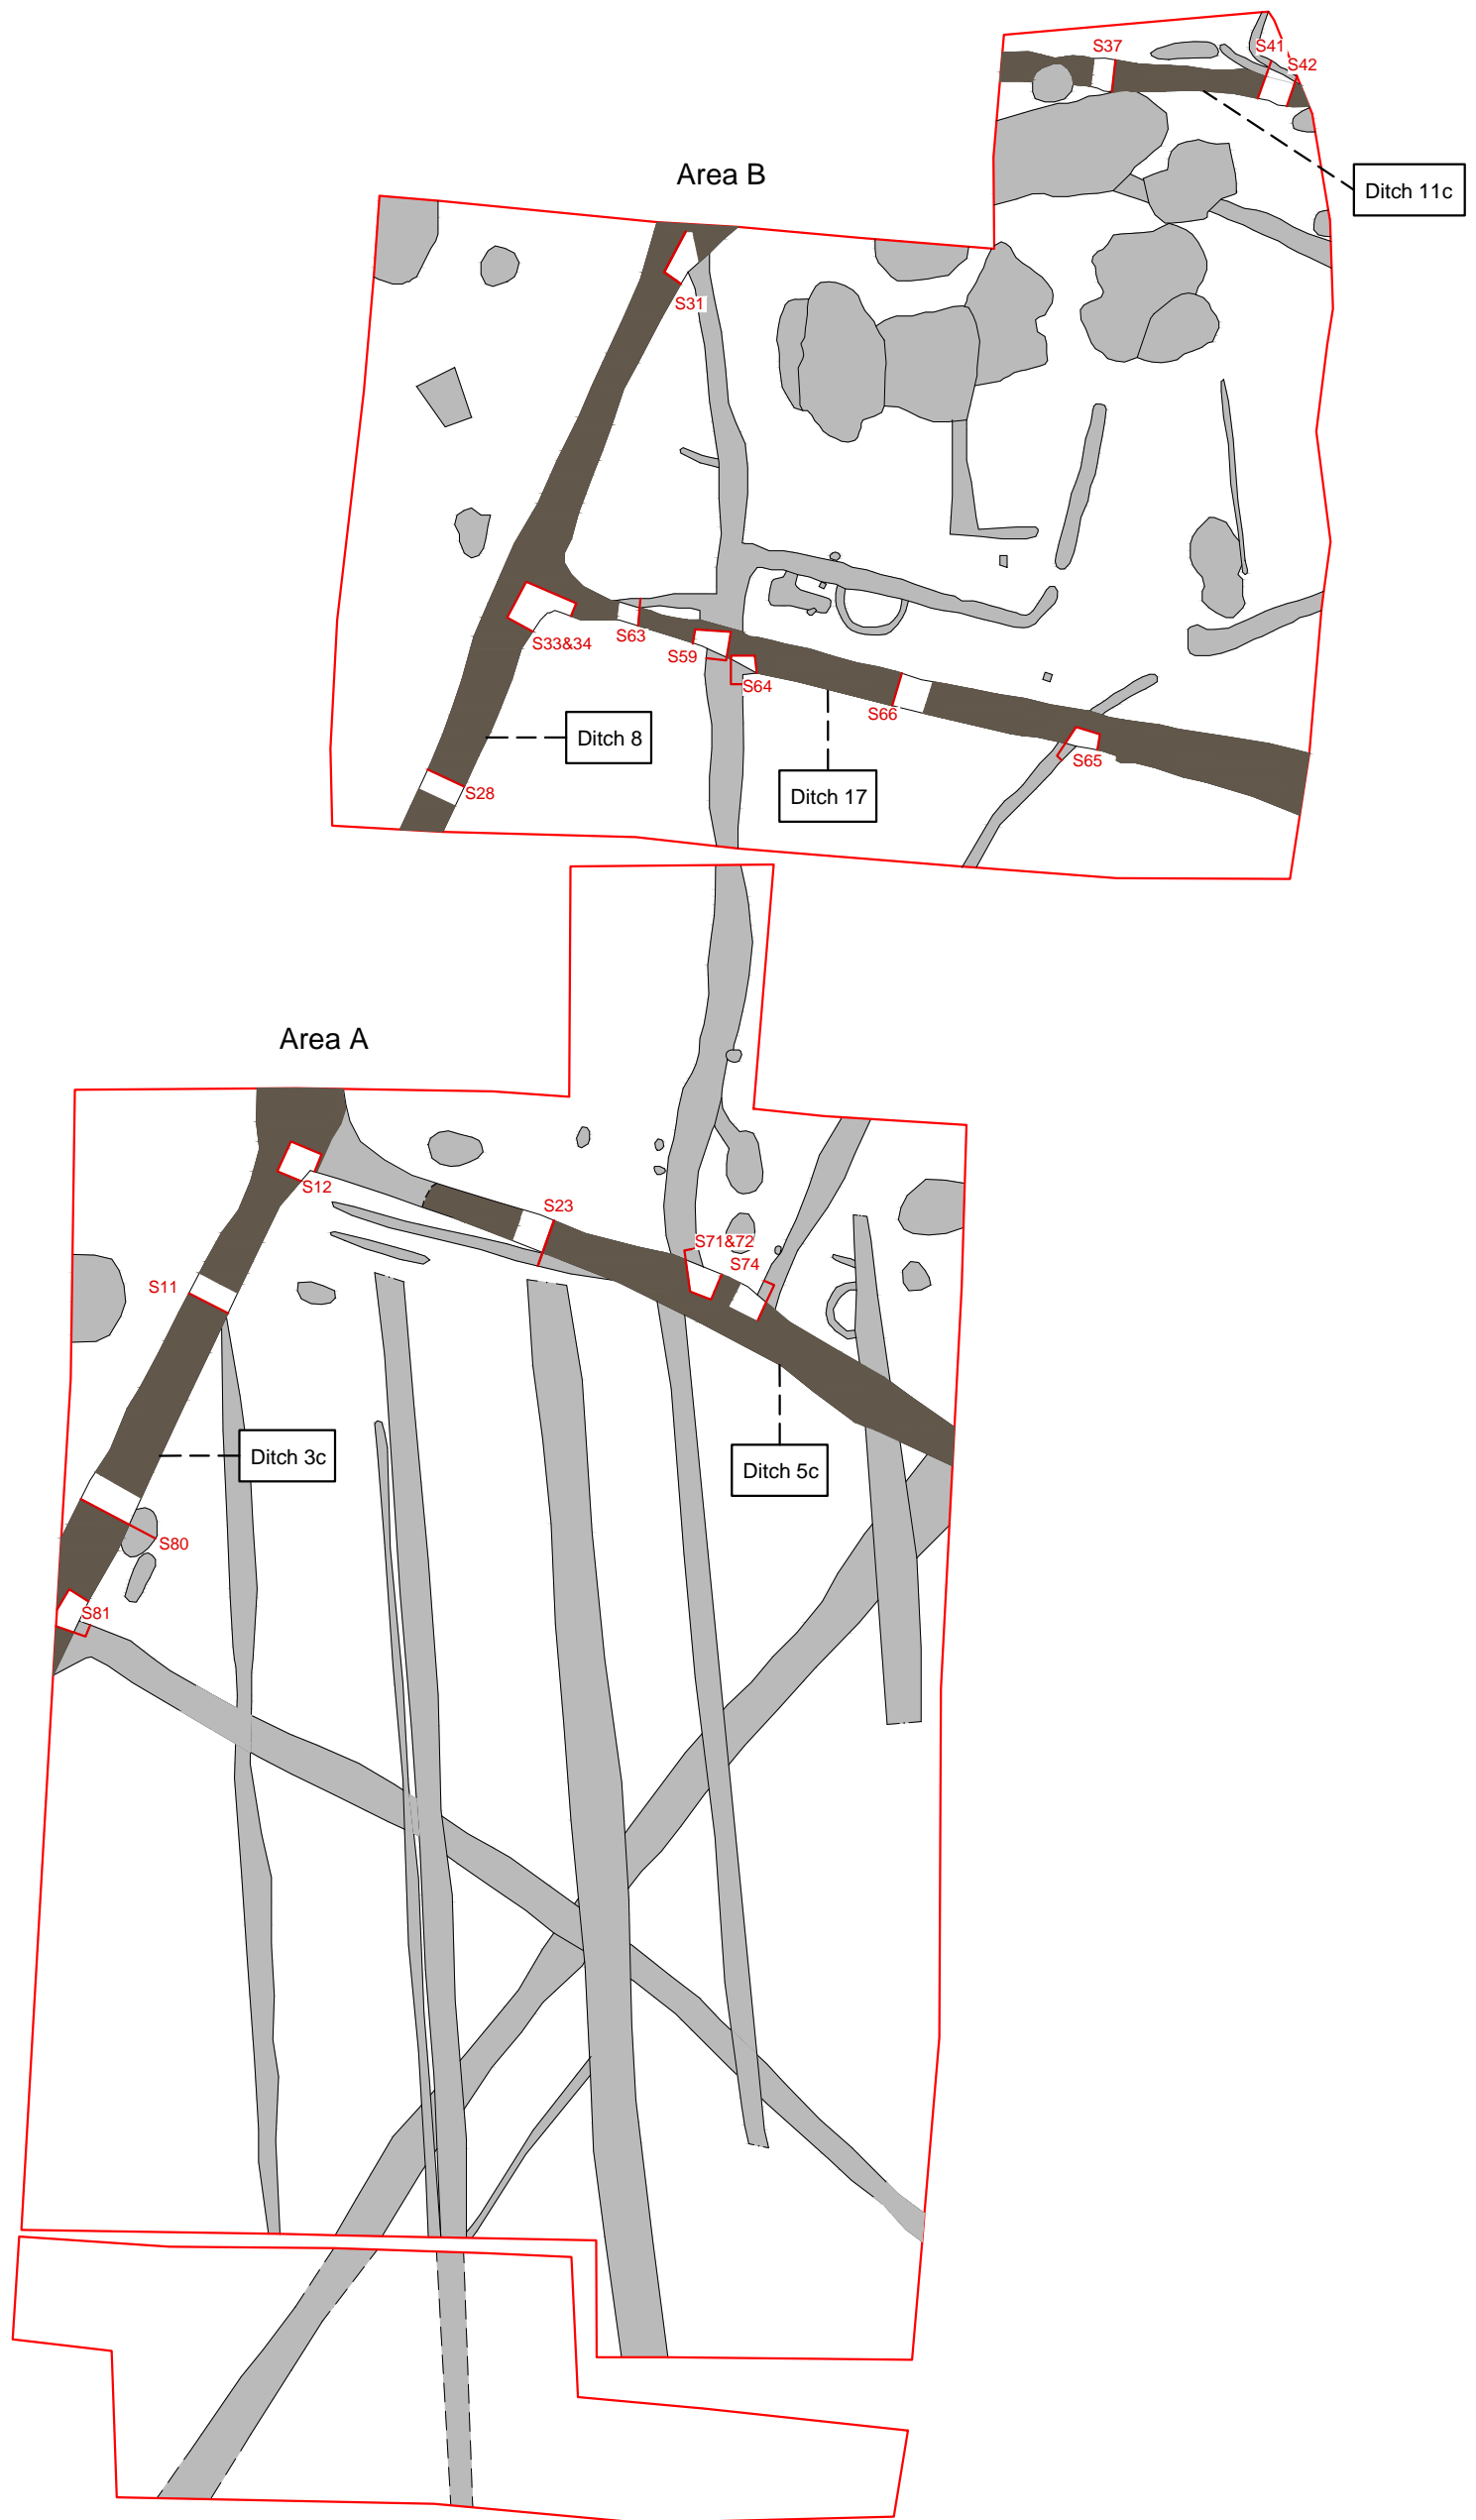 S37
S41
S42
Area B
Ditch 11c
S31
S33&34
S63
S59
S64
S66
Ditch 8
S65
S28
Ditch 17
Area A
S12
S23
S71&72
S74
S11
Ditch 3c
Ditch 5c
S80
S81